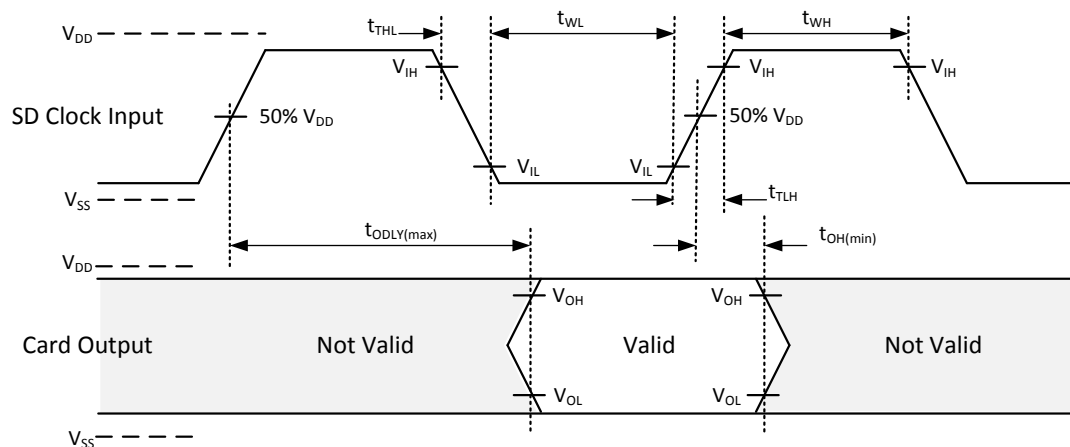 V_DD
t_THL
t_WL
t_WH
V_IH
V_IH
V_IH
SD Clock Input
50% V_DD
50% V_DD
V_IL
V_IL
V_SS
t_TLH
t_ODLY(max)
t_OH(min)
V_DD
V_OH
V_OH
Card Output
Not Valid
Valid
Not Valid
V_OL
V_OL
V_SS